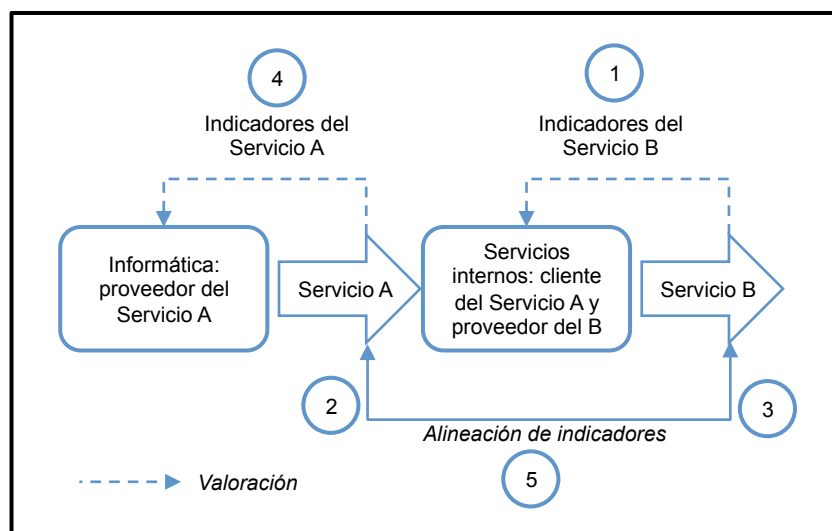 4
Indicadores del
Servicio A
1
Indicadores del
Servicio B
Informática:
proveedor del
Servicio A
Servicio A
Servicios
internos: cliente
del Servicio A y
proveedor del B
Servicio B
2
3
Alineación de indicadores
5
Valoración